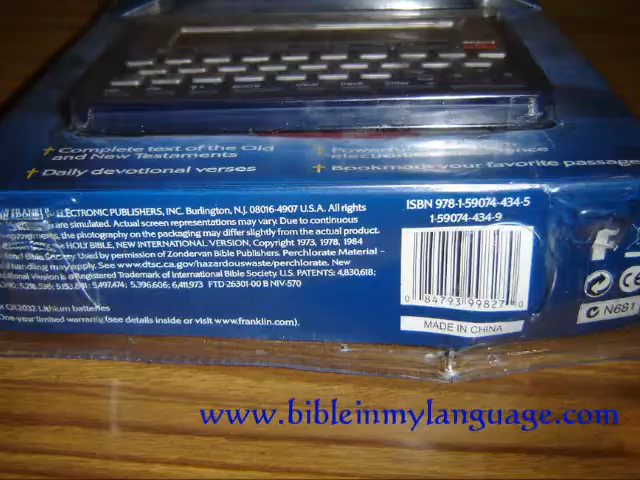 † Complete text of the Old
and New Testaments
† Daily devotional verses
† Bookmark your favorite passage
ELECTRONIC PUBLISHERS, INC. Burlington, N.J. 08016-4907 U.S.A. All rights
are simulated. Actual screen representations may vary. Due to continuous
the photography on the packaging may differ slightly from the actual product.
the HOLY BIBLE, NEW INTERNATIONAL VERSION, Copyright 1973, 1978, 1984
Bible Society. Used by permission of Zondervan Bible Publishers. Perchlorate Material -
handling may apply. See www.dtsc.ca.gov/hazardouswaste/perchlorate. New
Version is a Registered Trademark of International Bible Society. U.S. PATENTS: 4,830,618;
5,497,474; 5,396,606; 6,411,973 FTD-26301-00 B NIV-570
CR2032 Lithium batteries
One-year limited warranty (see details inside or visit www.franklin.com).
ISBN 978-1-59074-434-5
1-59074-434-9
0 84793 99827 0
MADE IN CHINA
N681
www.bibleinmylanguage.com